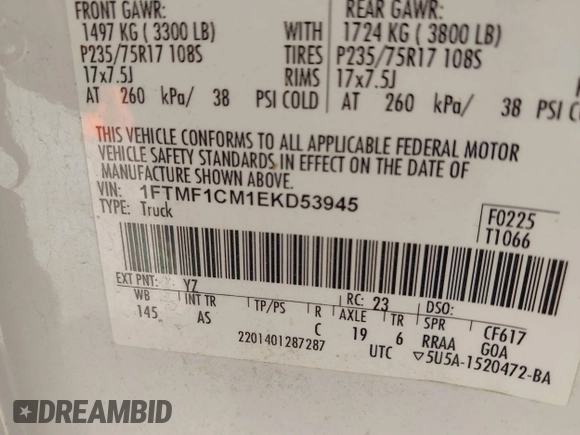 FRONT GAWR: REAR GAWR:
1497 KG ( 3300 LB) WITH 1724 KG ( 3800 LB)
P235/75R17 108S TIRES P235/75R17 108S
17x7.5J RIMS 17x7.5J
AT 260 kPa/ 38 PSI COLD AT 260 kPa/ 38 PSI COLD
THIS VEHICLE CONFORMS TO ALL APPLICABLE FEDERAL MOTOR
VEHICLE SAFETY STANDARDS IN EFFECT ON THE DATE OF
MANUFACTURE SHOWN ABOVE.
VIN: 1FTMF1CM1EKD53945
TYPE: Truck
F0225
T1066
EXT PNT: YZ RC: 23 DSO:
WB INT TR TP/PS R AXLE TR SPR CF617
145 AS C 19 6 RRAA GOA
2201401287287 UTC ▽5U5A-1520472-BA
DREAMBID